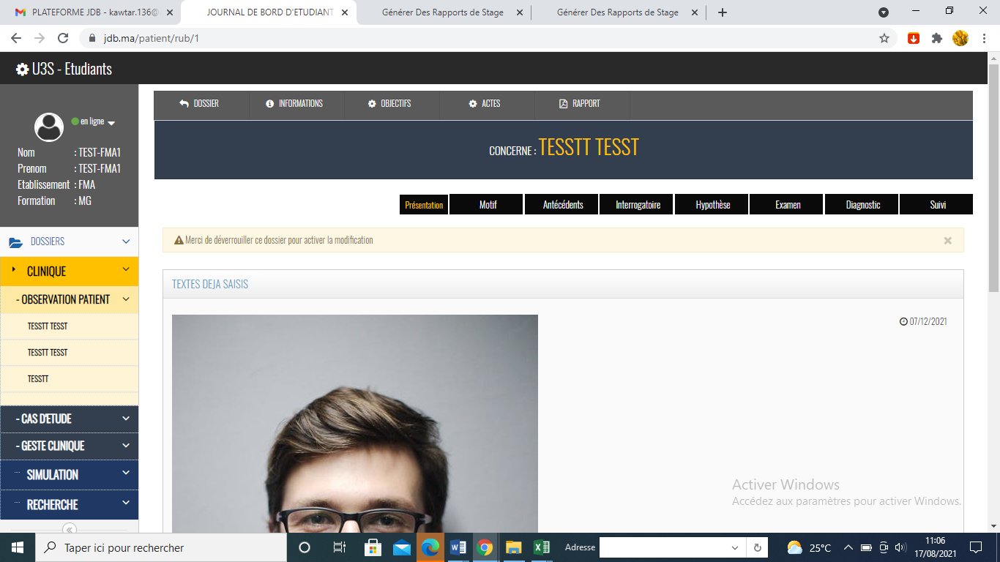 PLATEFORME JDB - kawtar.136@
JOURNAL DE BORD D'ETUDIANT
Générer Des Rapports de Stage
Générer Des Rapports de Stage
jdb.ma/patient/rub/1
U3S - Etudiants
en ligne
Nom : TEST-FMA1
Prenom : TEST-FMA1
Etablissement : FMA
Formation : MG
DOSSIERS
CLINIQUE
- OBSERVATION PATIENT
TESSTT TESST
TESSTT TESST
TESSTT
- CAS D'ETUDE
- GESTE CLINIQUE
SIMULATION
RECHERCHE
DOSSIER INFORMATIONS OBJECTIFS ACTES RAPPORT
CONCERNE : TESSTT TESST
Présentation Motif Antécédents Interrogatoire Hypothèse Examen Diagnostic Suivi
Merci de déverrouiller ce dossier pour activer la modification
TEXTES DEJA SAISIS
07/12/2021
Activer Windows
Accédez aux paramètres pour activer Windows.
Taper ici pour rechercher
Adresse
25°C
11:06
17/08/2021